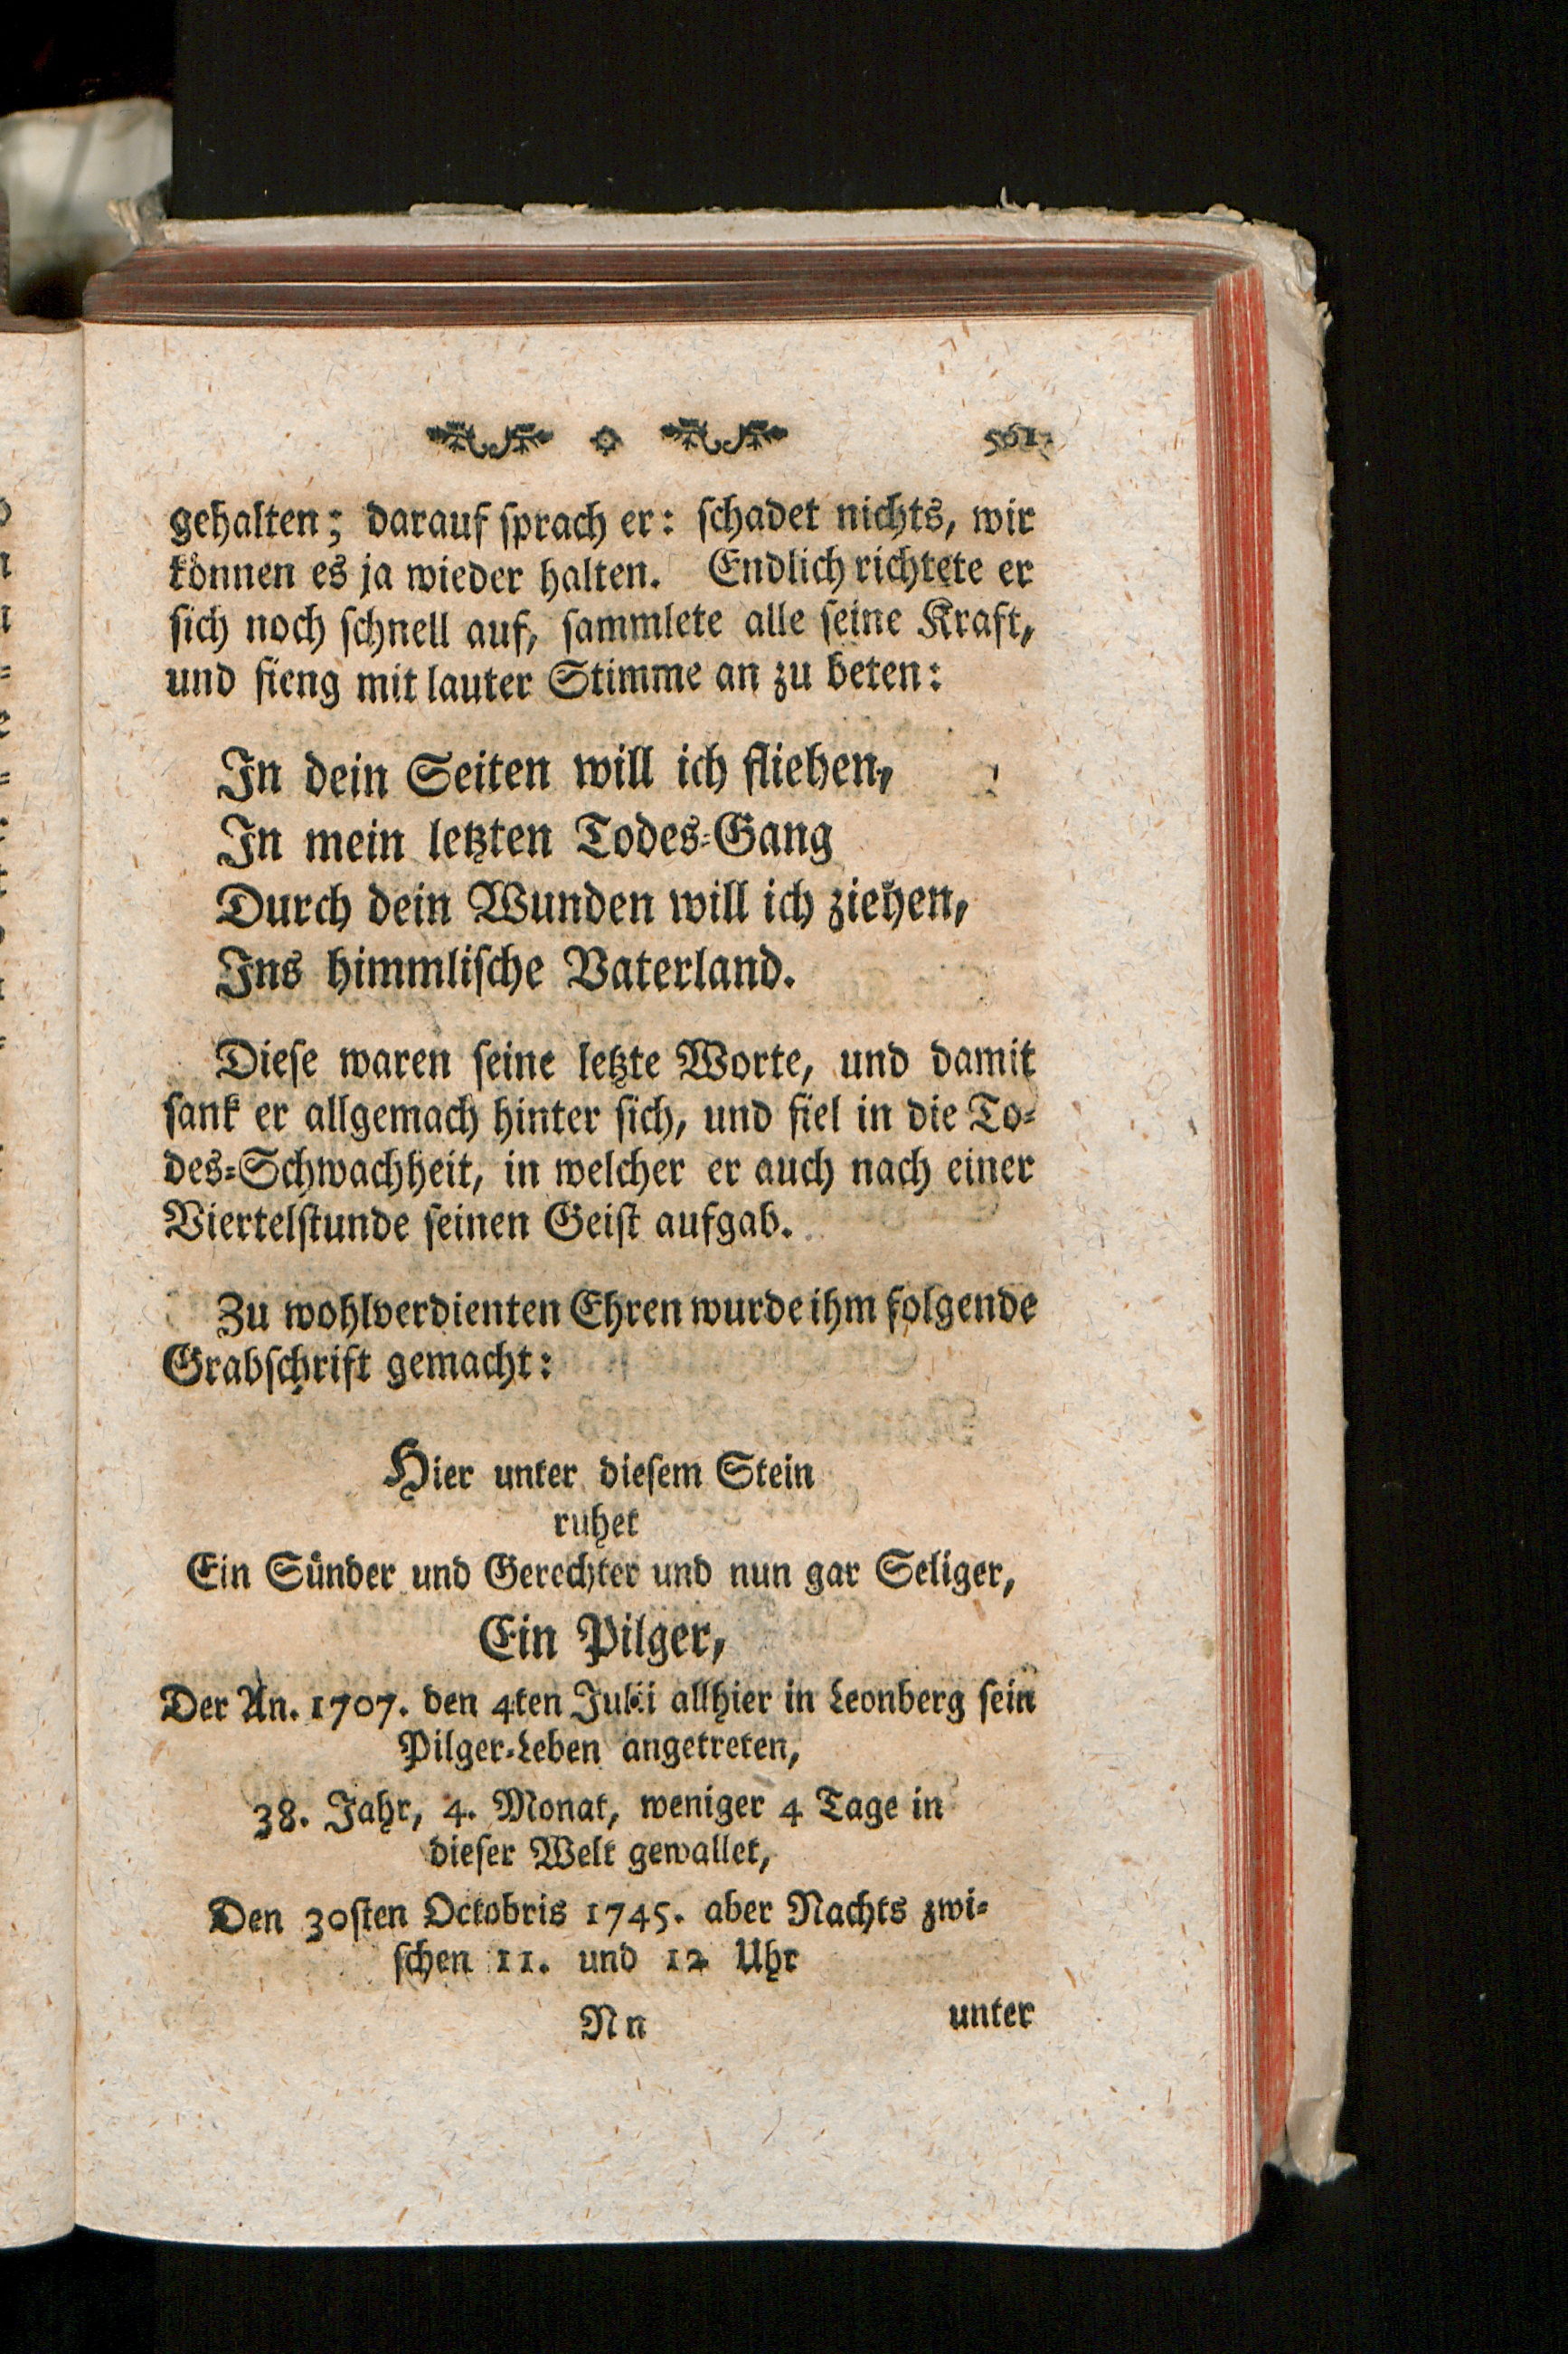 561
gehalten; darauf sprach er: schadet nichts, wir
können es ja wieder halten. Endlich richtete er
sich noch schnell auf, sammlete alle seine Kraft,
und fieng mit lauter Stimme an zu beten:
In dein Seiten will ich fliehen,
In mein letzten Todes-Gang
Durch dein Wunden will ich ziehen,
Ins himmlische Vaterland.
Diese waren seine letzte Worte, und damit
sank er allgemach hinter sich, und fiel in die To-
des-Schwachheit, in welcher er auch nach einer
Viertelstunde seinen Geist aufgab.
Zu wohlverdienten Ehren wurde ihm folgende
Grabschrift gemacht:
Hier unter diesem Stein
ruhet
Ein Sünder und Gerechter und nun gar Seliger,
Ein Pilger,
Der An. 1707. den 4ten Julii allhier in Leonberg sein
Pilger-Leben angetreten,
38. Jahr, 4. Monat, weniger 4 Tage in
dieser Welt gewallet,
Den 30sten Octobris 1745. aber Nachts zwi-
schen 11. und 12 Uhr
Nn unter